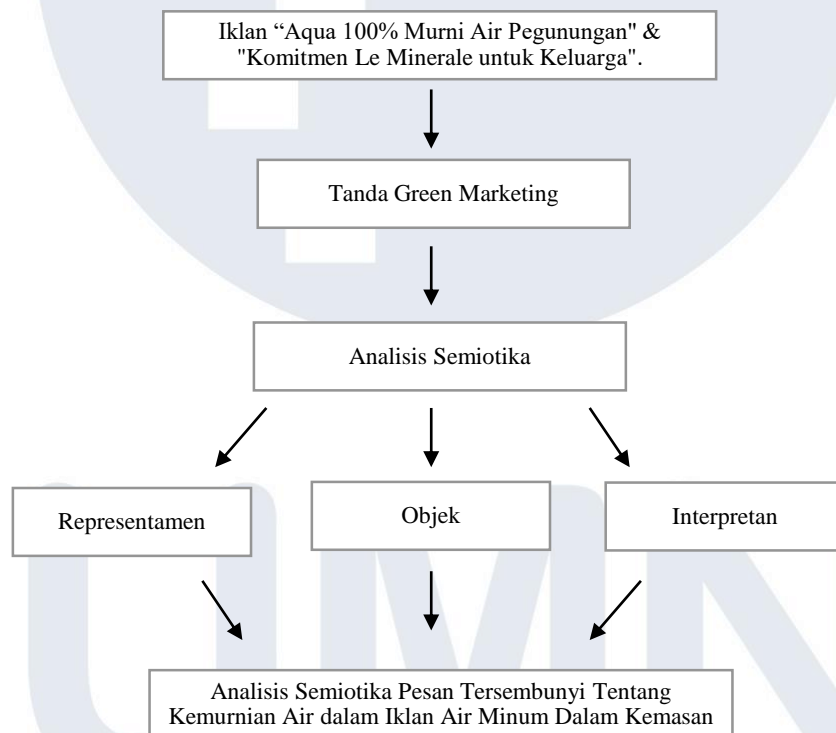 Iklan “Aqua 100% Murni Air Pegunungan" &
"Komitmen Le Minerale untuk Keluarga".
Tanda Green Marketing
Analisis Semiotika
Representamen
Objek
Interpretan
Analisis Semiotika Pesan Tersembunyi Tentang
Kemurnian Air dalam Iklan Air Minum Dalam Kemasan